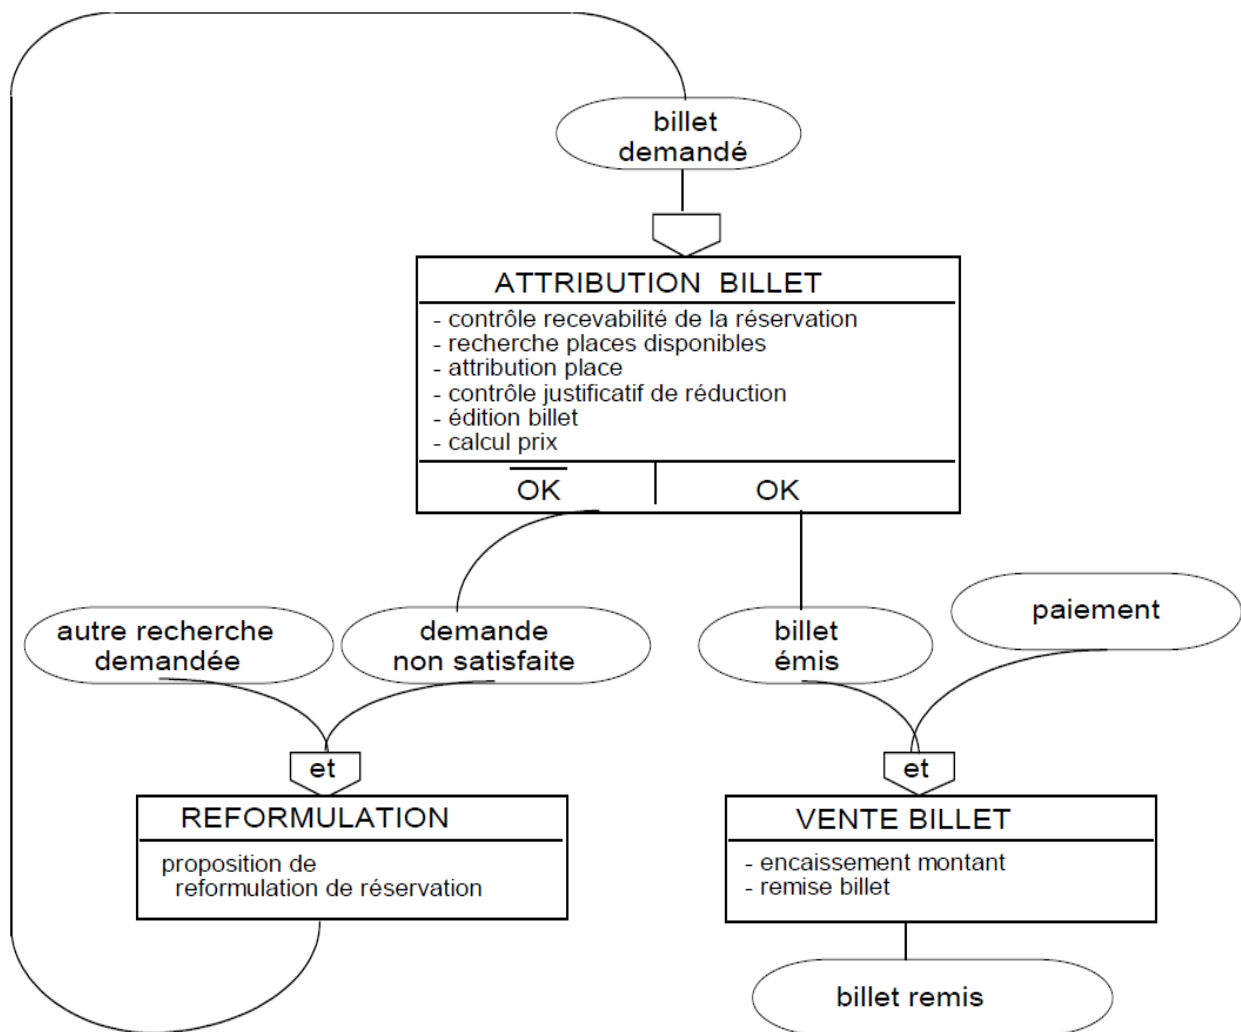 billet
demandé
ATTRIBUTION BILLET
- contrôle recevabilité de la réservation
- recherche places disponibles
- attribution place
- contrôle justificatif de réduction
- édition billet
- calcul prix
OK
OK
autre recherche
demandée
demande
non satisfaite
billet
émis
paiement
et
et
REFORMULATION
proposition de
reformulation de réservation
VENTE BILLET
- encaissement montant
- remise billet
billet remis